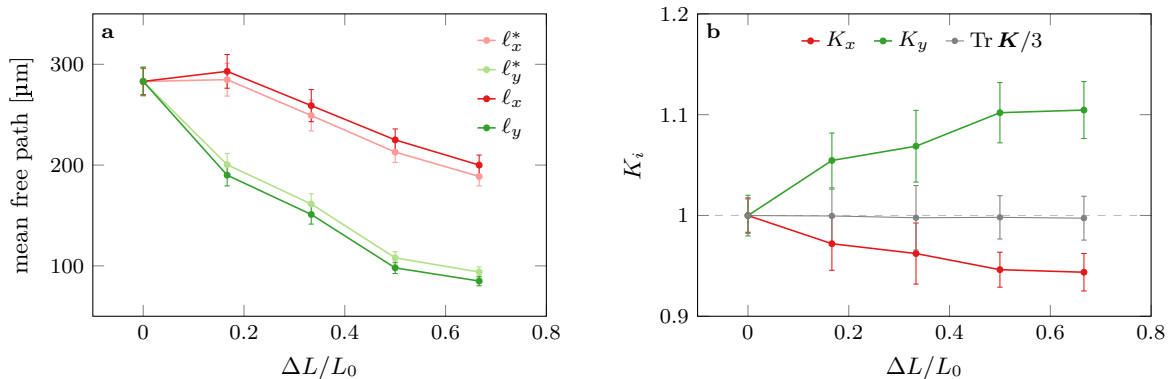 a
ℓ*x
ℓ*y
ℓx
ℓy
300
200
100
mean free path [µm]
0 0.2 0.4 0.6 0.8
ΔL/L0
b
Kx Ky Tr K/3
1.2
1.1
1
0.9
Ki
0 0.2 0.4 0.6 0.8
ΔL/L0